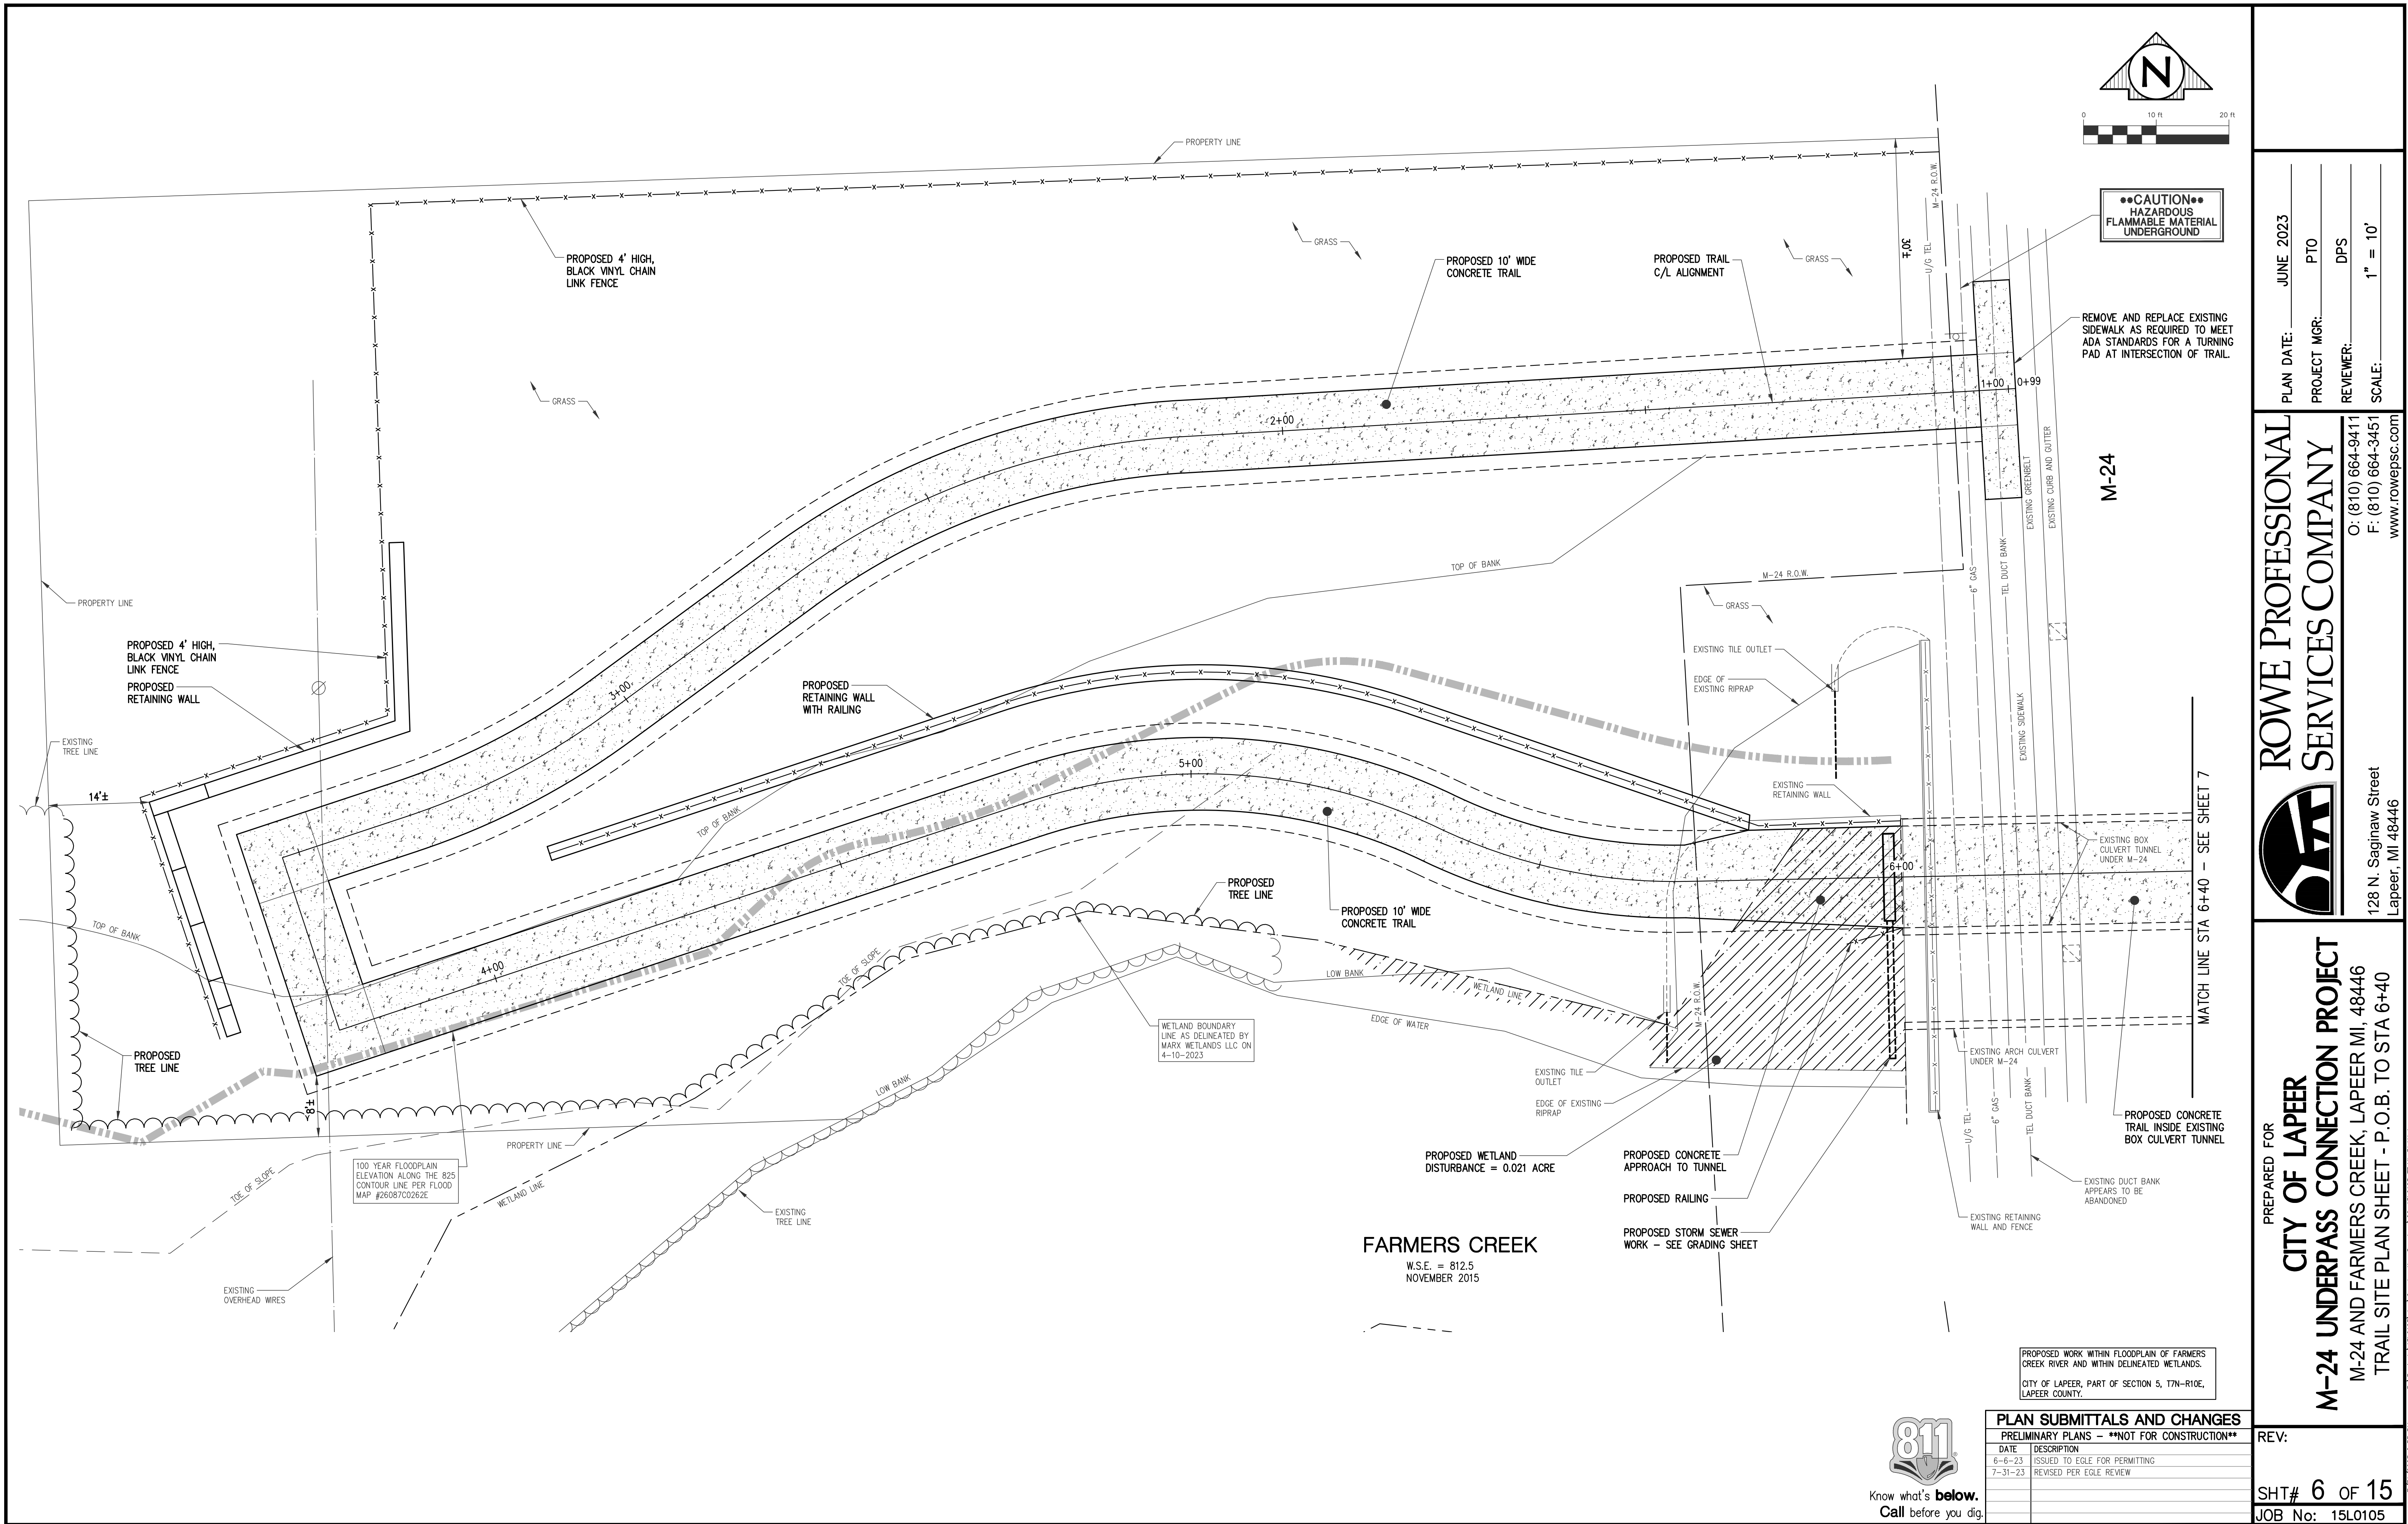 N
0 10 ft 20 ft
PROPERTY LINE
M-24 R.O.W.
U/G TEL
30'±
●●CAUTION●●
HAZARDOUS
FLAMMABLE MATERIAL
UNDERGROUND
PROPOSED 4' HIGH,
BLACK VINYL CHAIN
LINK FENCE
GRASS
PROPOSED 10' WIDE
CONCRETE TRAIL
PROPOSED TRAIL
C/L ALIGNMENT
GRASS
REMOVE AND REPLACE EXISTING
SIDEWALK AS REQUIRED TO MEET
ADA STANDARDS FOR A TURNING
PAD AT INTERSECTION OF TRAIL.
GRASS
1+00
0+99
2+00
M-24
EXISTING GREENBELT
EXISTING CURB AND GUTTER
TOP OF BANK
M-24 R.O.W.
6" GAS
TEL DUCT BANK
GRASS
PROPERTY LINE
PROPOSED 4' HIGH,
BLACK VINYL CHAIN
LINK FENCE
PROPOSED
RETAINING WALL
3+00
PROPOSED
RETAINING WALL
WITH RAILING
EXISTING TILE OUTLET
EDGE OF
EXISTING RIPRAP
EXISTING SIDEWALK
EXISTING
TREE LINE
14'±
5+00
EXISTING
RETAINING WALL
TOP OF BANK
MATCH LINE STA 6+40 - SEE SHEET 7
EXISTING BOX
CULVERT TUNNEL
UNDER M-24
6+00
PROPOSED
TREE LINE
PROPOSED 10' WIDE
CONCRETE TRAIL
TOP OF BANK
4+00
TOE OF SLOPE
LOW BANK
WETLAND LINE
M-24 R.O.W.
EDGE OF WATER
WETLAND BOUNDARY
LINE AS DELINEATED BY
MARX WETLANDS LLC ON
4-10-2023
PROPOSED
TREE LINE
8'±
LOW BANK
EXISTING TILE
OUTLET
EDGE OF EXISTING
RIPRAP
EXISTING ARCH CULVERT
UNDER M-24
U/G TEL
6" GAS
TEL DUCT BANK
PROPOSED CONCRETE
TRAIL INSIDE EXISTING
BOX CULVERT TUNNEL
PROPERTY LINE
100 YEAR FLOODPLAIN
ELEVATION ALONG THE 825
CONTOUR LINE PER FLOOD
MAP #26087C0262E
TOE OF SLOPE
WETLAND LINE
EXISTING
TREE LINE
PROPOSED WETLAND
DISTURBANCE = 0.021 ACRE
PROPOSED CONCRETE
APPROACH TO TUNNEL
PROPOSED RAILING
PROPOSED STORM SEWER
WORK - SEE GRADING SHEET
EXISTING DUCT BANK
APPEARS TO BE
ABANDONED
EXISTING RETAINING
WALL AND FENCE
FARMERS CREEK
W.S.E. = 812.5
NOVEMBER 2015
EXISTING
OVERHEAD WIRES
PROPOSED WORK WITHIN FLOODPLAIN OF FARMERS
CREEK RIVER AND WITHIN DELINEATED WETLANDS.
CITY OF LAPEER, PART OF SECTION 5, T7N-R10E,
LAPEER COUNTY.
811®
Know what's below.
Call before you dig.
PLAN SUBMITTALS AND CHANGES
PRELIMINARY PLANS - **NOT FOR CONSTRUCTION**
DATE DESCRIPTION
6-6-23 ISSUED TO EGLE FOR PERMITTING
7-31-23 REVISED PER EGLE REVIEW
PLAN DATE: JUNE 2023
PROJECT MGR: PTO
REVIEWER: DPS
SCALE: 1" = 10'
ROWE PROFESSIONAL
SERVICES COMPANY
128 N. Saginaw Street O: (810) 664-9411
Lapeer, MI 48446 F: (810) 664-3451
www.rowepsc.com
PREPARED FOR
CITY OF LAPEER
M-24 UNDERPASS CONNECTION PROJECT
M-24 AND FARMERS CREEK, LAPEER MI, 48446
TRAIL SITE PLAN SHEET - P.O.B. TO STA 6+40
REV:
SHT# 6 OF 15
JOB No: 15L0105